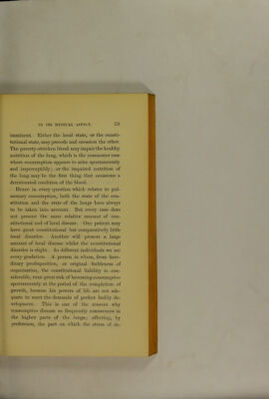 IN ITS MEDICAL ASPECT. 59
imminent. Either the local state, or the consti-
tutional state, may precede and occasion the other.
The poverty-stricken blood may impair the healthy
nutrition of the lung, which is the commoner case
where consumption appears to arise spontaneously
and imperceptibly; or the impaired nutrition of
the lung may be the first thing that occasions a
deteriorated condition of the blood.
Hence in every question which relates to pul-
monary consumption, both the state of the con-
stitution and the state of the lungs have always
to be taken into account. But every case does
not present the same relative amount of con-
stitutional and of local disease. One patient may
have great constitutional but comparatively little
local disorder. Another will present a large
amount of local disease whilst the constitutional
disorder is slight. In different individuals we see
every gradation. A person in whom, from here-
ditary predisposition, or original feebleness of
organization, the constitutional liability is con-
siderable, runs great risk of becoming consumptive
spontaneously at the period of the completion of
growth, because his powers of life are not ade-
quate to meet the demands of perfect bodily de-
velopment. This is one of the reasons why
consumptive disease so frequently commences in
the higher parts of the lungs; affecting, by
preference, the part on which the stress of in-